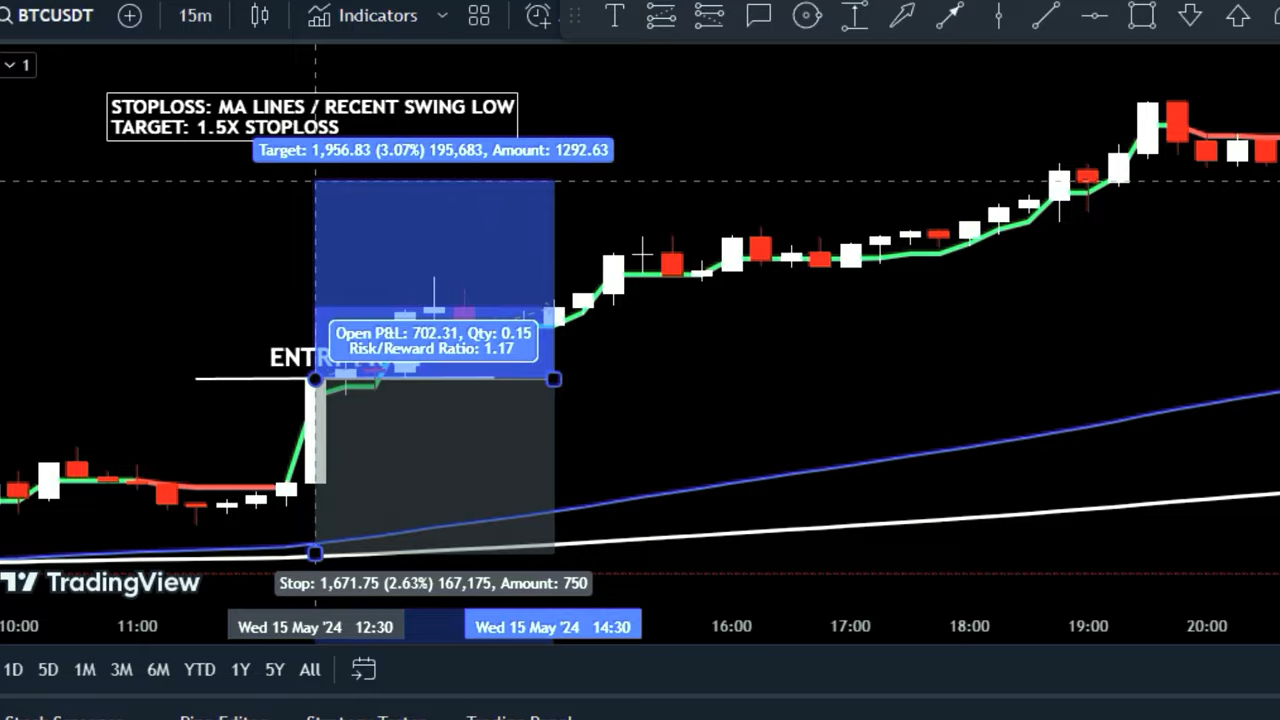 BTCUSDT 15m Indicators
1
STOPLOSS: MA LINES / RECENT SWING LOW
TARGET: 1.5X STOPLOSS
Target: 1,956.83 (3.07%) 195,683, Amount: 1292.63
Open P&L: 702.31, Qty: 0.15
Risk/Reward Ratio: 1.17
TradingView
Stop: 1,671.75 (2.63%) 167,175, Amount: 750
10:00 11:00 Wed 15 May '24 12:30 Wed 15 May '24 14:30 16:00 17:00 18:00 19:00 20:00
1D 5D 1M 3M 6M YTD 1Y 5Y All